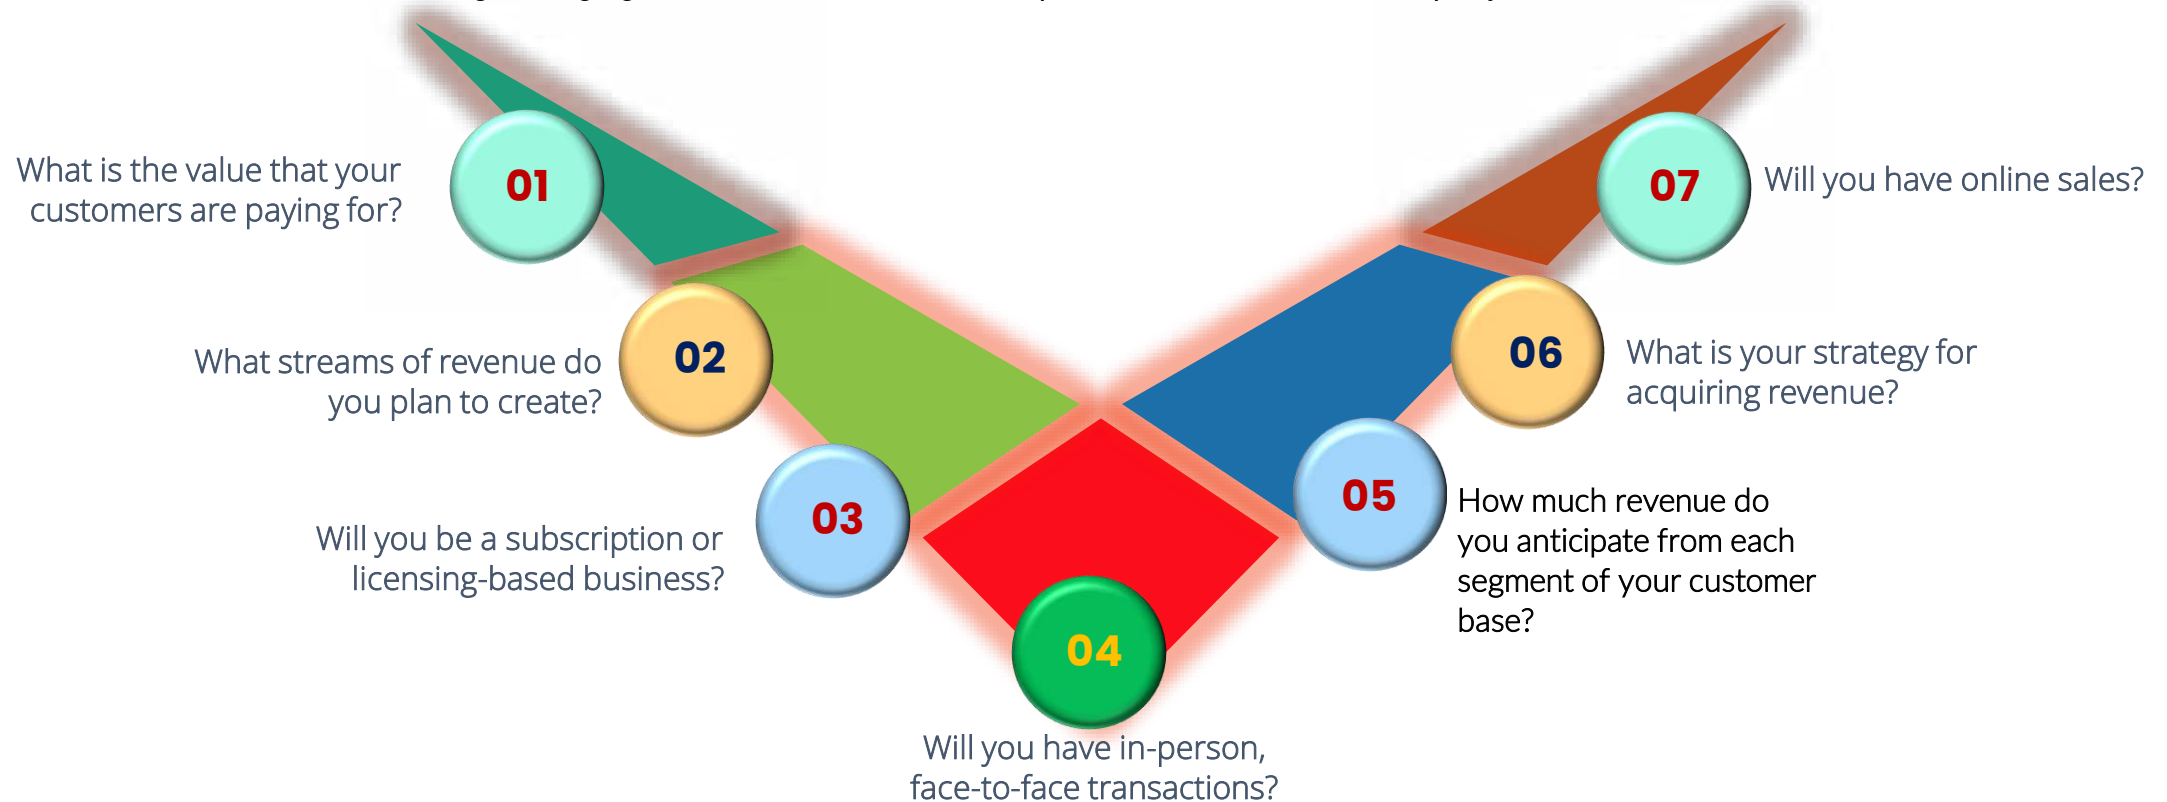 01
What is the value that your
customers are paying for?
02
What streams of revenue do
you plan to create?
03
Will you be a subscription or
licensing-based business?
04
Will you have in-person,
face-to-face transactions?
05
How much revenue do
you anticipate from each
segment of your customer
base?
06
What is your strategy for
acquiring revenue?
07
Will you have online sales?